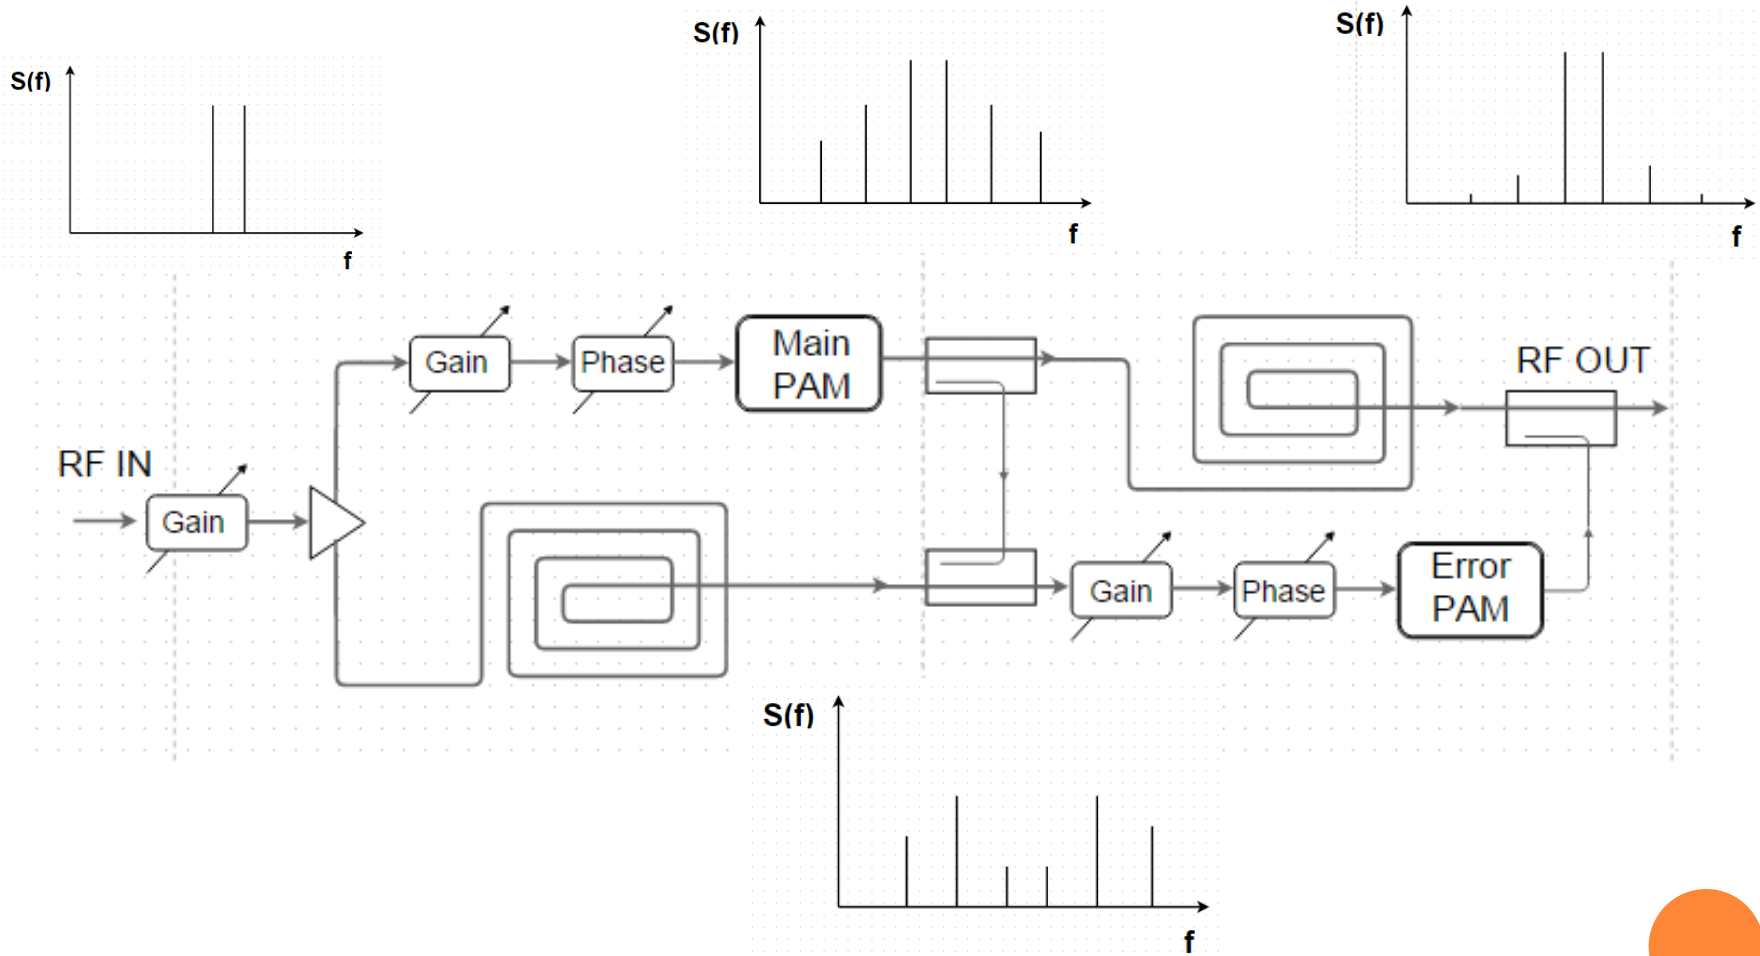 S(f)
f
S(f)
f
S(f)
f
RF IN
Gain
Gain
Phase
Main
PAM
RF OUT
Gain
Phase
Error
PAM
S(f)
f